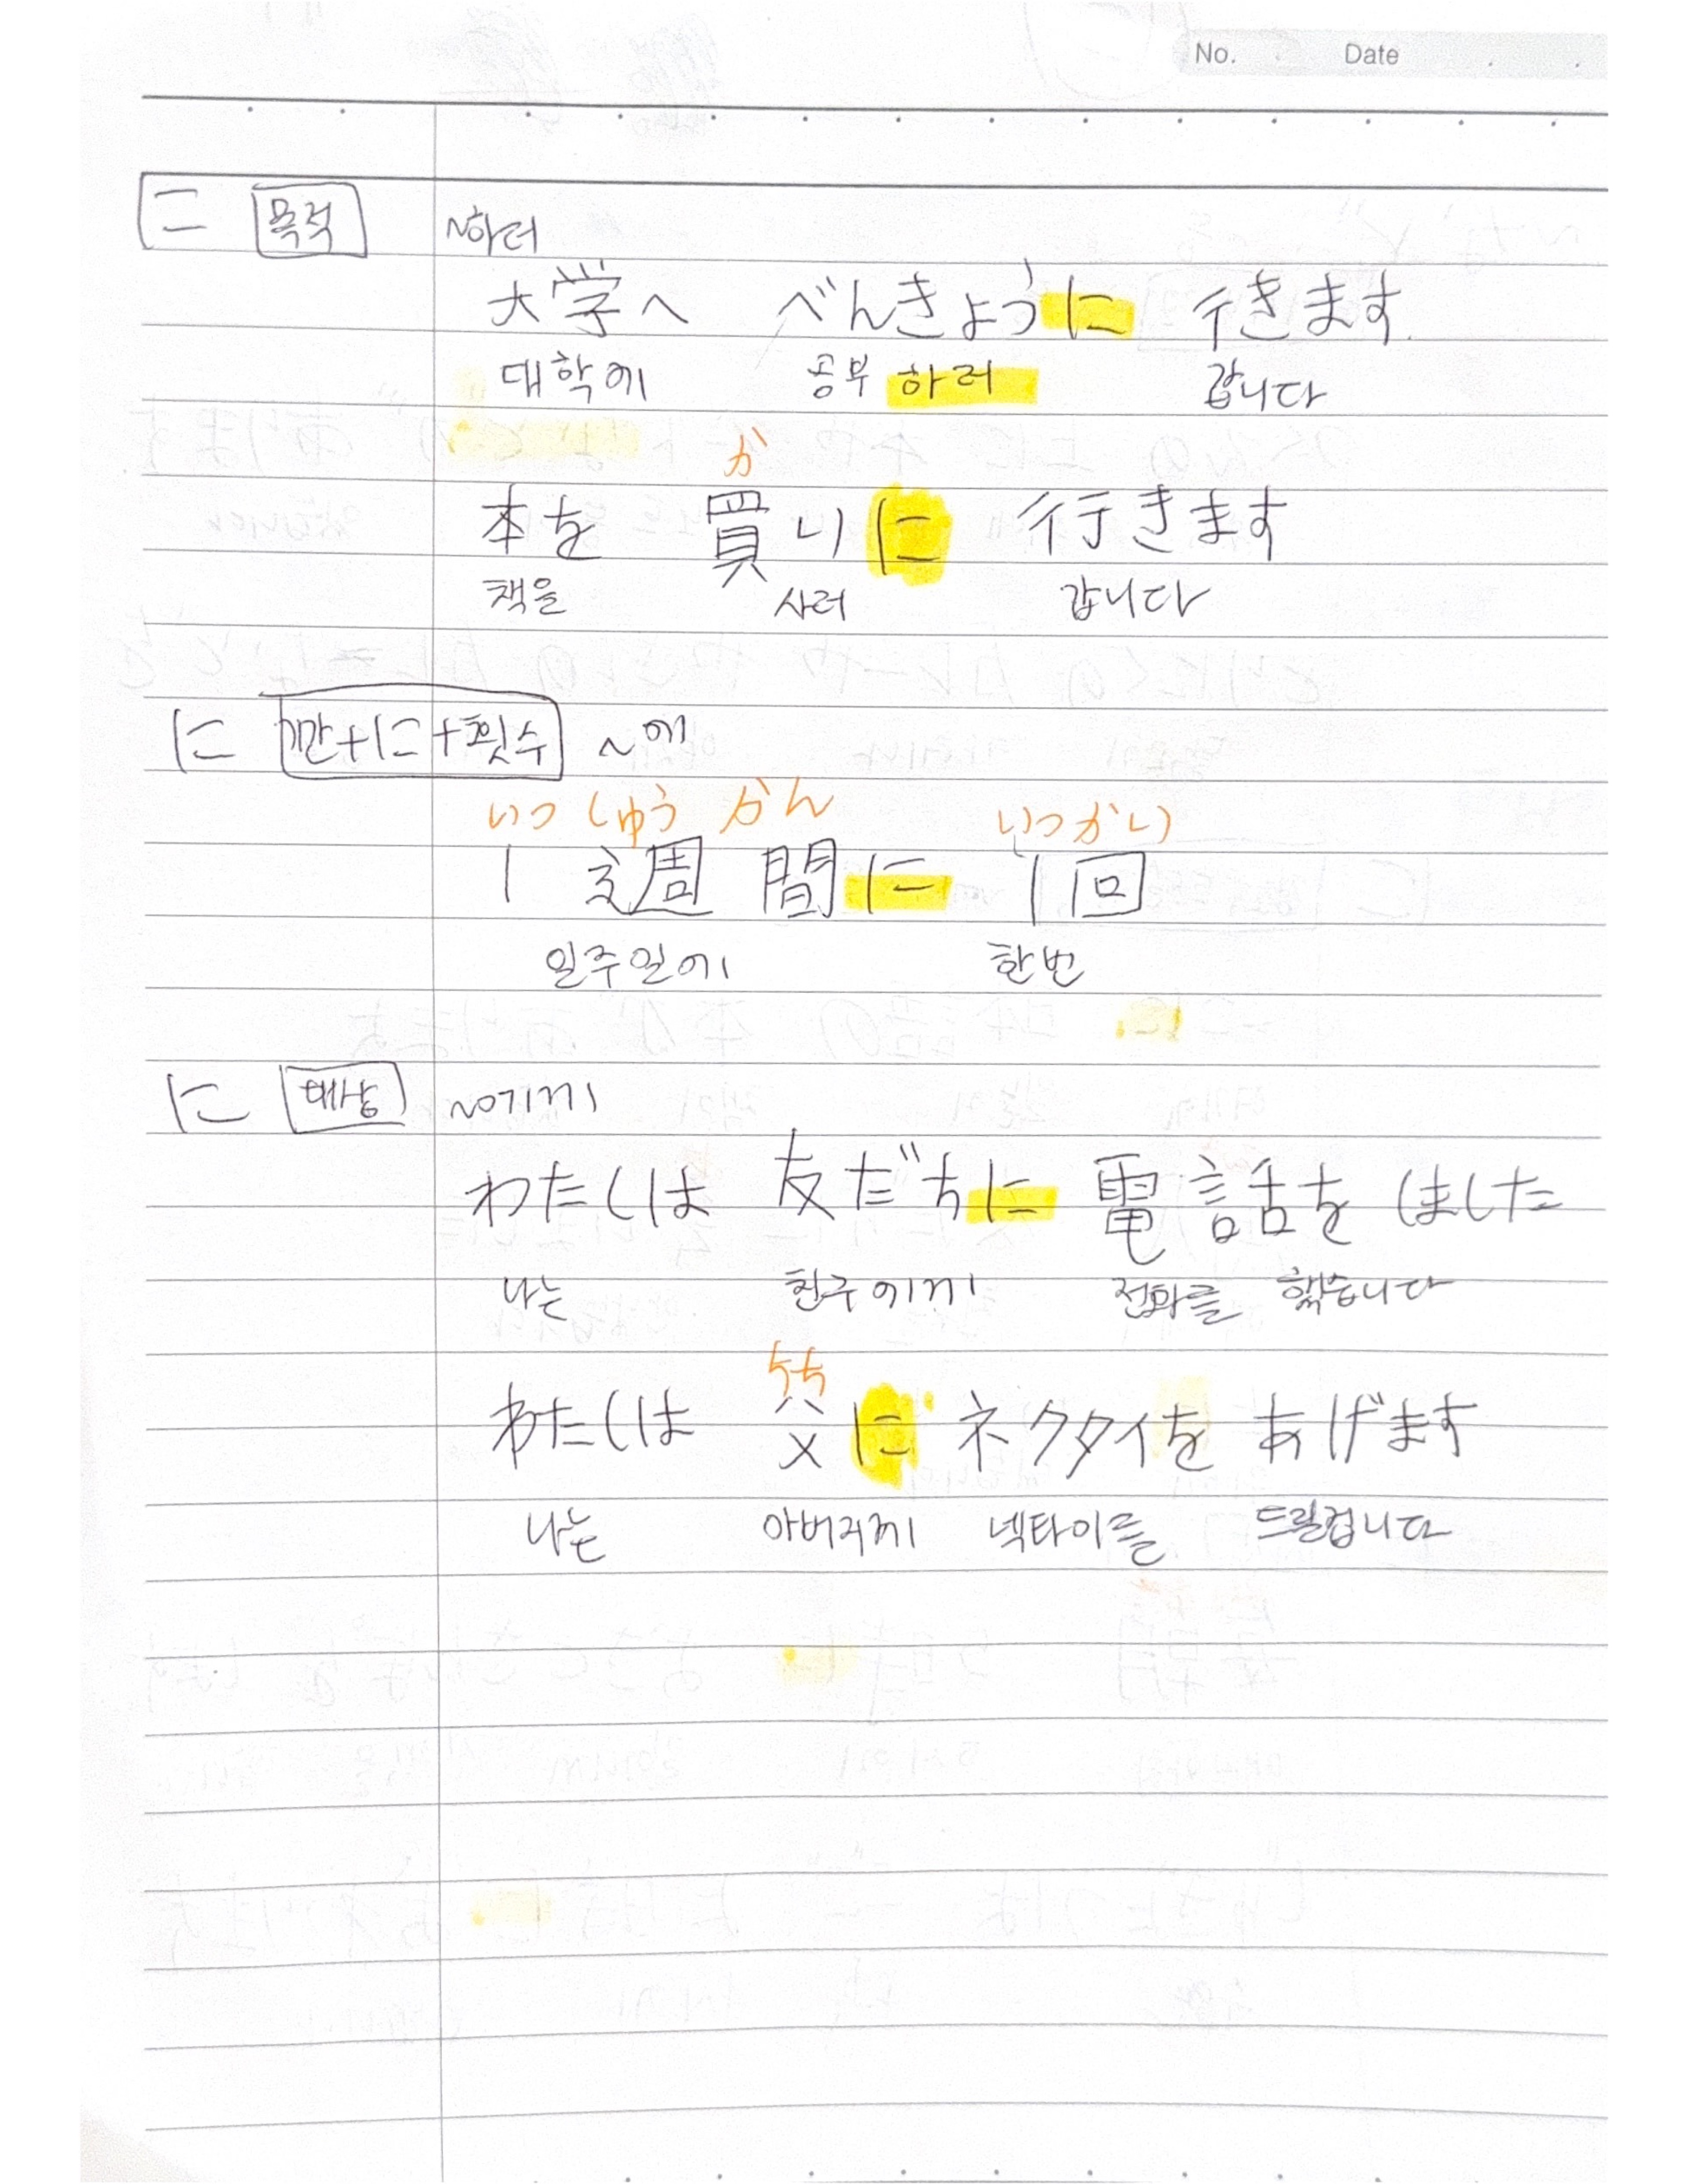 No. Date
に 목적 ~하러
大学へ べんきょうに 行きます.
대학에 공부 하러 갑니다
か
本を 買いに 行きます
책을 사러 갑니다
に 기간+に+횟수 ~에
いっ しゅう かん いっかい
1 週 間に 1回
일주일에 한번
に 대상 ~에게
わたしは 友だちに 電話を しました
나는 친구에게 전화를 했습니다
ちち
わたしは 父に ネクタイを あげます
나는 아버지께 넥타이를 드릴겁니다